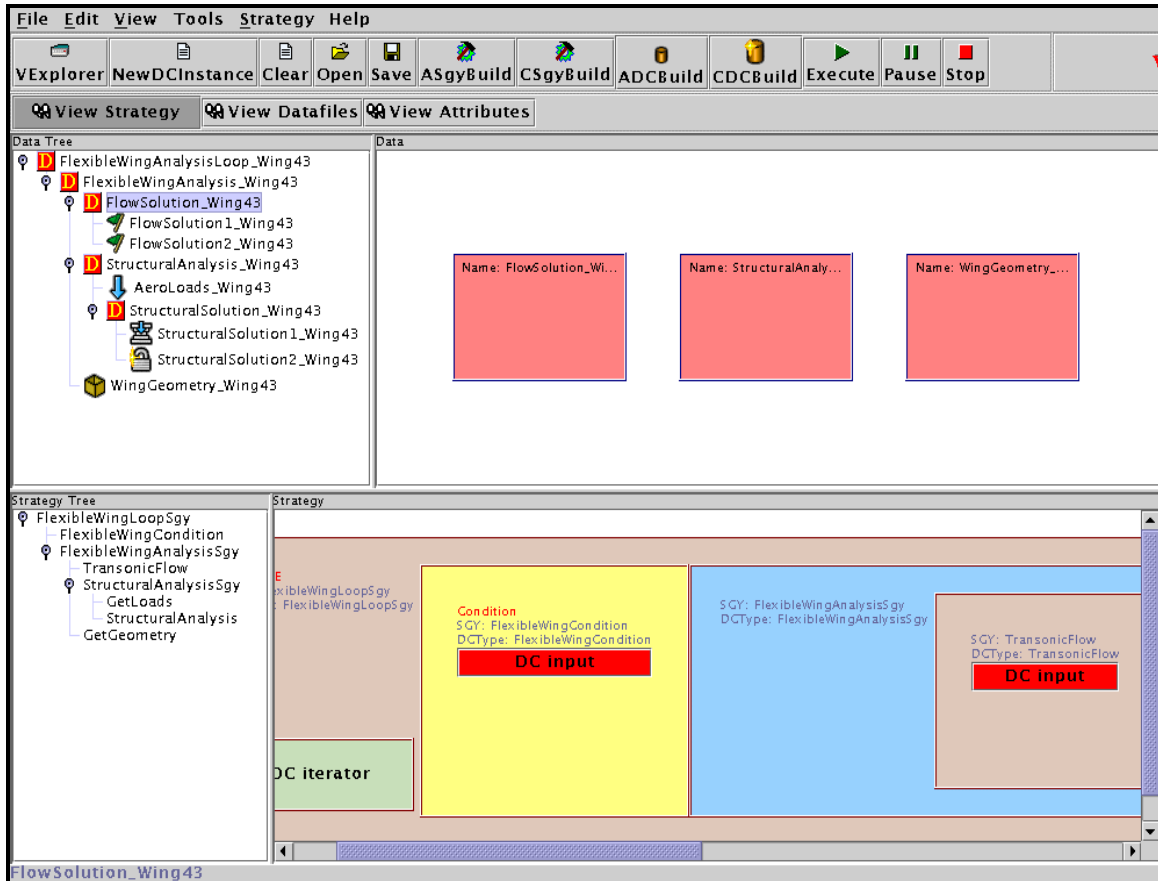 File Edit View Tools Strategy Help
VExplorer NewDCInstance Clear Open Save ASgyBuild CSgyBuild ADCBuild CDCBuild Execute Pause Stop
View Strategy View Datafiles View Attributes
Data Tree
D FlexibleWingAnalysisLoop_Wing43
D FlexibleWingAnalysis_Wing43
D FlowSolution_Wing43
FlowSolution1_Wing43
FlowSolution2_Wing43
D StructuralAnalysis_Wing43
AeroLoads_Wing43
D StructuralSolution_Wing43
StructuralSolution1_Wing43
StructuralSolution2_Wing43
WingGeometry_Wing43
Data
Name: FlowSolution_Wi...
Name: StructuralAnaly...
Name: WingGeometry_...
Strategy Tree
FlexibleWingLoopSgy
FlexibleWingCondition
FlexibleWingAnalysisSgy
TransonicFlow
StructuralAnalysisSgy
GetLoads
StructuralAnalysis
GetGeometry
Strategy
E
exibleWingLoopSgy
: FlexibleWingLoopSgy
DC iterator
Condition
SGY: FlexibleWingCondition
DCType: FlexibleWingCondition
DC input
SGY: FlexibleWingAnalysisSgy
DCType: FlexibleWingAnalysisSgy
SGY: TransonicFlow
DCType: TransonicFlow
DC input
FlowSolution_Wing43